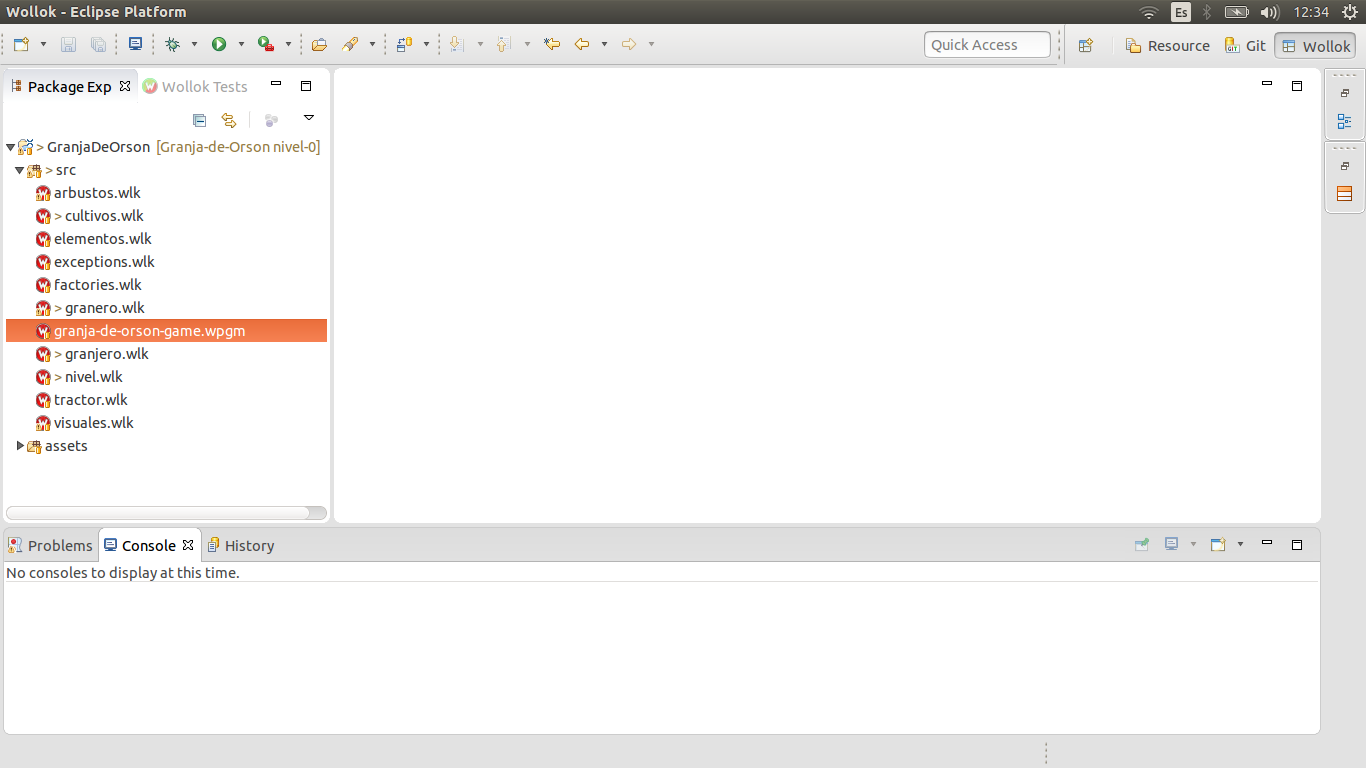 Wollok - Eclipse Platform
Es
12:34
Quick Access
Resource
Git
Wollok
Package Exp
Wollok Tests
> GranjaDeOrson [Granja-de-Orson nivel-0]
> src
arbustos.wlk
> cultivos.wlk
elementos.wlk
exceptions.wlk
factories.wlk
> granero.wlk
granja-de-orson-game.wpgm
> granjero.wlk
> nivel.wlk
tractor.wlk
visuales.wlk
assets
Problems
Console
History
No consoles to display at this time.